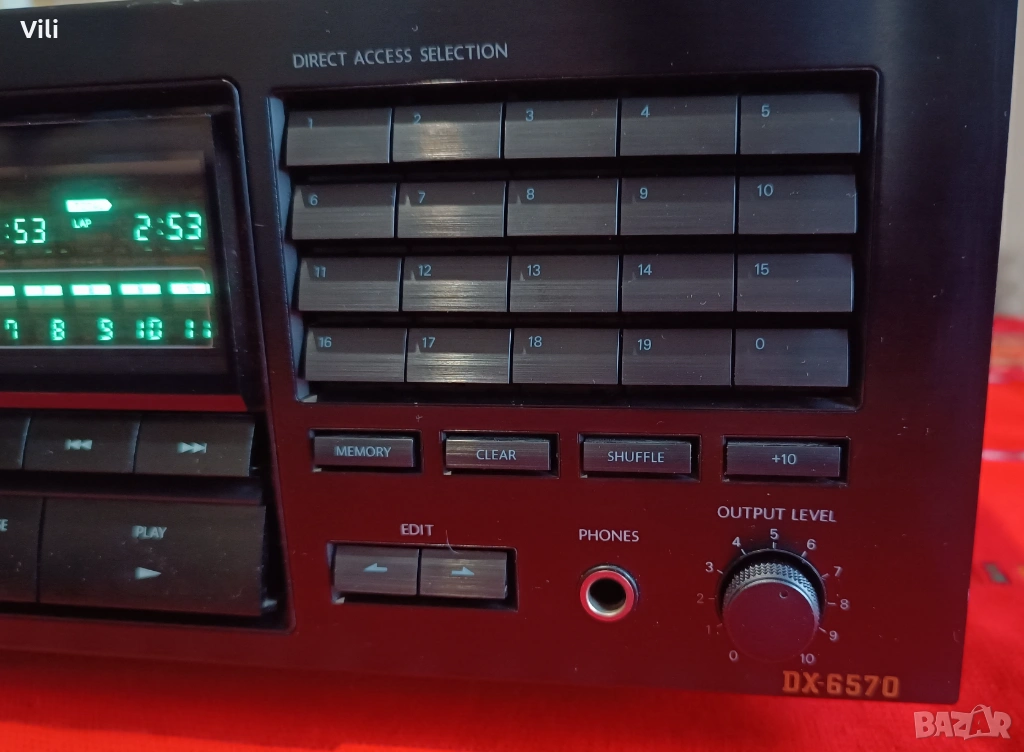 Vili
DIRECT ACCESS SELECTION
1 2 3 4 5
6 7 8 9 10
11 12 13 14 15
16 17 18 19 0
LAP
:53 2:53
7 8 9 10 11
MEMORY CLEAR SHUFFLE +10
PLAY
EDIT
PHONES
OUTPUT LEVEL
0 1 2 3 4 5 6 7 8 9 10
DX-6570
BAZAR